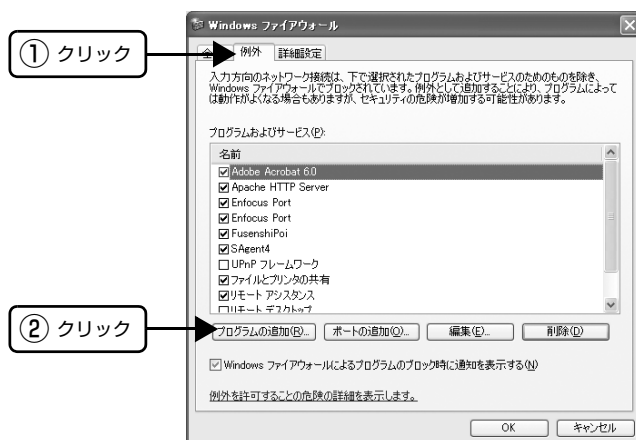 Windows ファイアウォール
① クリック
全
例外
詳細設定
入力方向のネットワーク接続は、下で選択されたプログラムおよびサービスのためのものを除き、
Windows ファイアウォールでブロックされています。例外として追加することにより、プログラムによって
は動作がよくなる場合もありますが、セキュリティの危険が増加する可能性があります。
プログラムおよびサービス(P):
名前
Adobe Acrobat 6.0
Apache HTTP Server
Enfocus Port
Enfocus Port
FusenshiPoi
SAgent4
UPnP フレームワーク
ファイルとプリンタの共有
リモート アシスタンス
リモート デスクトップ
② クリック
プログラムの追加(R)... ポートの追加(O)... 編集(E)... 削除(D)
Windows ファイアウォールによるプログラムのブロック時に通知を表示する(N)
例外を許可することの危険の詳細を表示します。
OK キャンセル